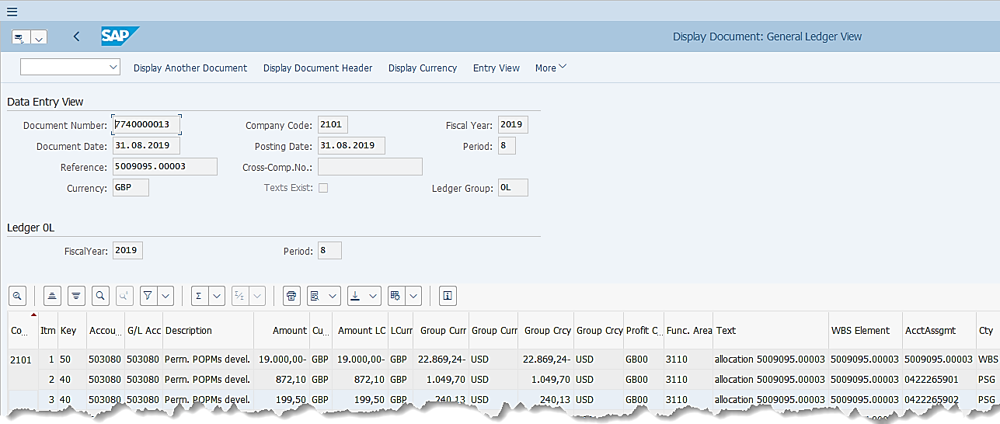 SAP
Display Document: General Ledger View
Display Another Document Display Document Header Display Currency Entry View More
Data Entry View
Document Number: 7740000013 Company Code: 2101 Fiscal Year: 2019
Document Date: 31.08.2019 Posting Date: 31.08.2019 Period: 8
Reference: 5009095.00003 Cross-Comp.No.:
Currency: GBP Texts Exist: Ledger Group: 0L
Ledger 0L
FiscalYear: 2019 Period: 8
Co... Itm Key Accou... G/L Acc Description Amount Cu... Amount LC LCurr Group Curr Group Curr Group Crcy Group Crcy Profit C... Func. Area Text WBS Element AcctAssgmt Cty
2101 1 50 503080 503080 Perm. POPMs devel. 19.000,00- GBP 19.000,00- GBP 22.869,24- USD 22.869,24- USD GB00 3110 allocation 5009095.00003 5009095.00003 5009095.00003 WBS
2 40 503080 503080 Perm. POPMs devel. 872,10 GBP 872,10 GBP 1.049,70 USD 1.049,70 USD GB00 3110 allocation 5009095.00003 5009095.00003 0422265901 PSG
3 40 503080 503080 Perm. POPMs devel. 199,50 GBP 199,50 GBP 240,13 USD 240,13 USD GB00 3110 allocation 5009095.00003 5009095.00003 0422265902 PSG